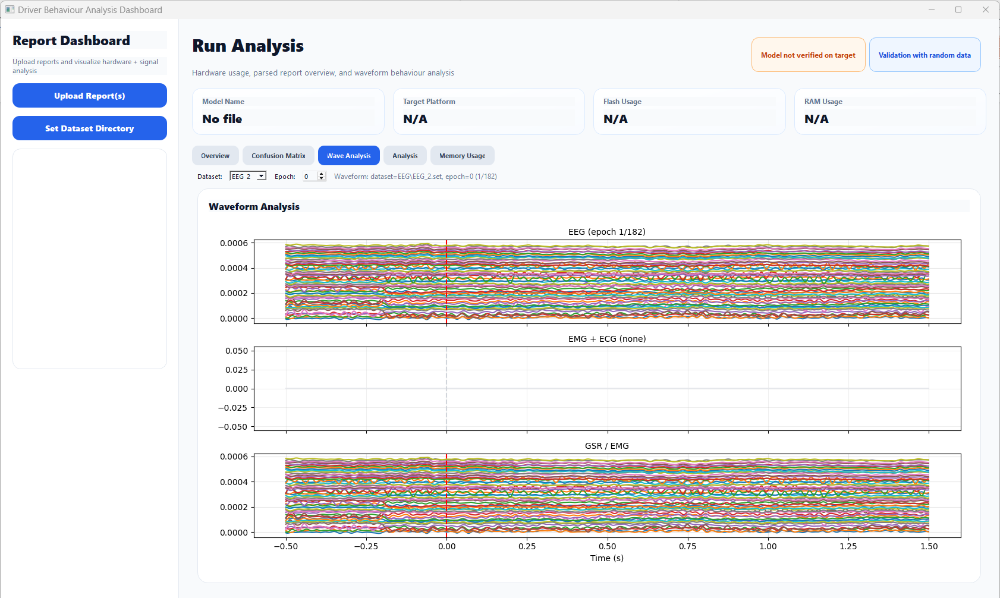 Driver Behaviour Analysis Dashboard
Report Dashboard
Upload reports and visualize hardware + signal
analysis
Upload Report(s)
Set Dataset Directory
Run Analysis
Hardware usage, parsed report overview, and waveform behaviour analysis
Model not verified on target
Validation with random data
Model Name
No file
Target Platform
N/A
Flash Usage
N/A
RAM Usage
N/A
Overview
Confusion Matrix
Wave Analysis
Analysis
Memory Usage
Dataset: EEG 2 Epoch: 0 Waveform: dataset=EEG\EEG_2.set, epoch=0 (1/182)
Waveform Analysis
EEG (epoch 1/182)
0.0006
0.0004
0.0002
0.0000
EMG + ECG (none)
0.050
0.025
0.000
−0.025
−0.050
GSR / EMG
0.0006
0.0004
0.0002
0.0000
−0.50 −0.25 0.00 0.25 0.50 0.75 1.00 1.25 1.50
Time (s)